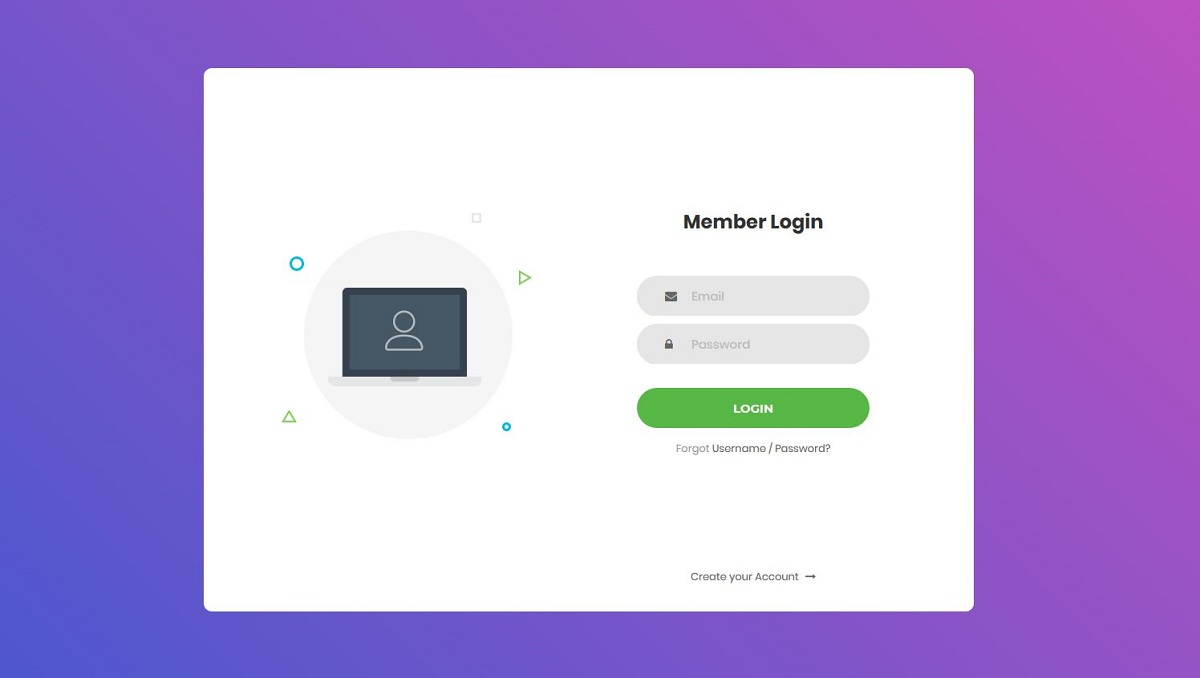 Member Login
Email
Password
LOGIN
Forgot Username / Password?
Create your Account →